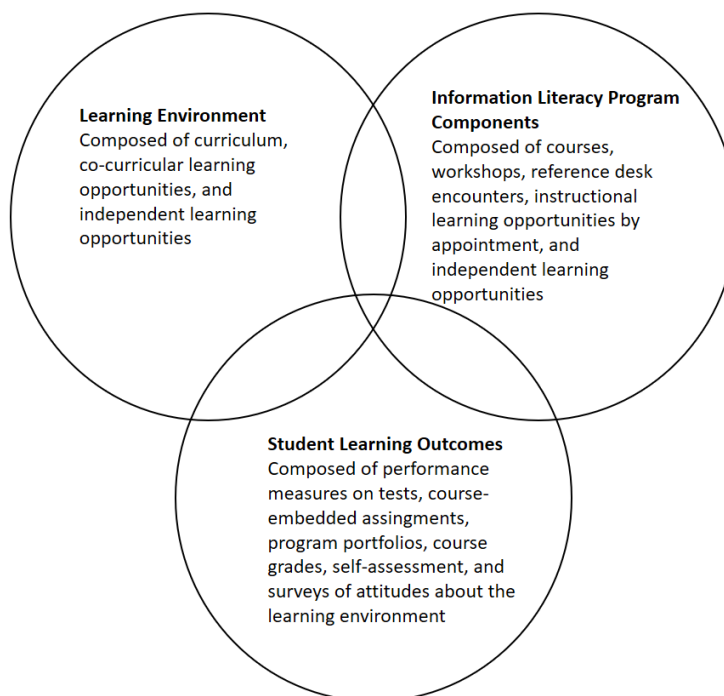 Learning Environment
Composed of curriculum,
co-curricular learning
opportunities, and
independent learning
opportunities
Information Literacy Program
Components
Composed of courses,
workshops, reference desk
encounters, instructional
learning opportunities by
appointment, and
independent learning
opportunities
Student Learning Outcomes
Composed of performance
measures on tests, course-
embedded assingments,
program portfolios, course
grades, self-assessment, and
surveys of attitudes about the
learning environment